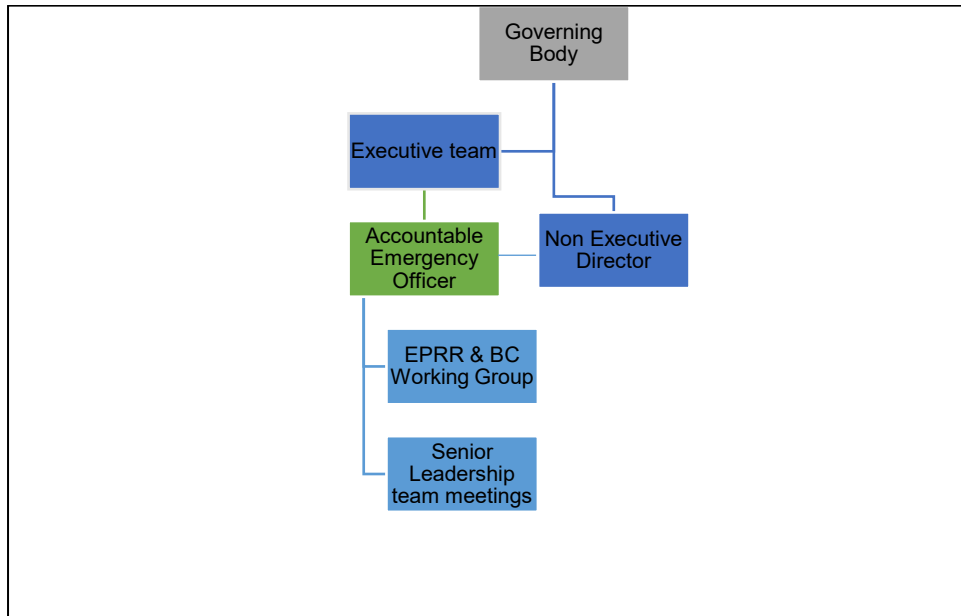 Governing
Body
Executive team
Accountable
Emergency
Officer
Non Executive
Director
EPRR & BC
Working Group
Senior
Leadership
team meetings